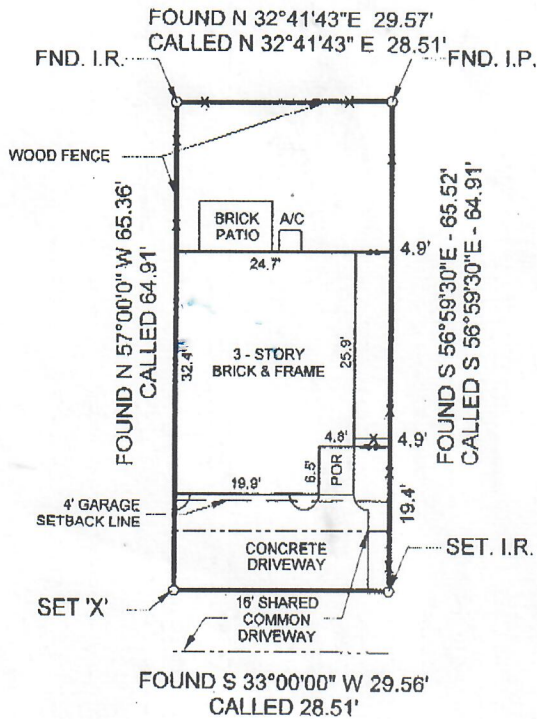 FOUND N 32°41'43"E 29.57'
CALLED N 32°41'43" E 28.51'
FND. I.R.
FND. I.P.
WOOD FENCE
BRICK
PATIO
A/C
24.7'
4.9'
FOUND N 57°00'0" W 65.36'
CALLED 64.91'
32.4'
3 - STORY
BRICK & FRAME
25.9'
FOUND S 56°59'30"E - 65.52'
CALLED S 56°59'30"E - 64.91'
4.8'
4.9'
6.5'
POR
19.9'
19.4'
4' GARAGE
SETBACK LINE
CONCRETE
DRIVEWAY
SET. I.R.
SET 'X'
16' SHARED
COMMON
DRIVEWAY
FOUND S 33°00'00" W 29.56'
CALLED 28.51'